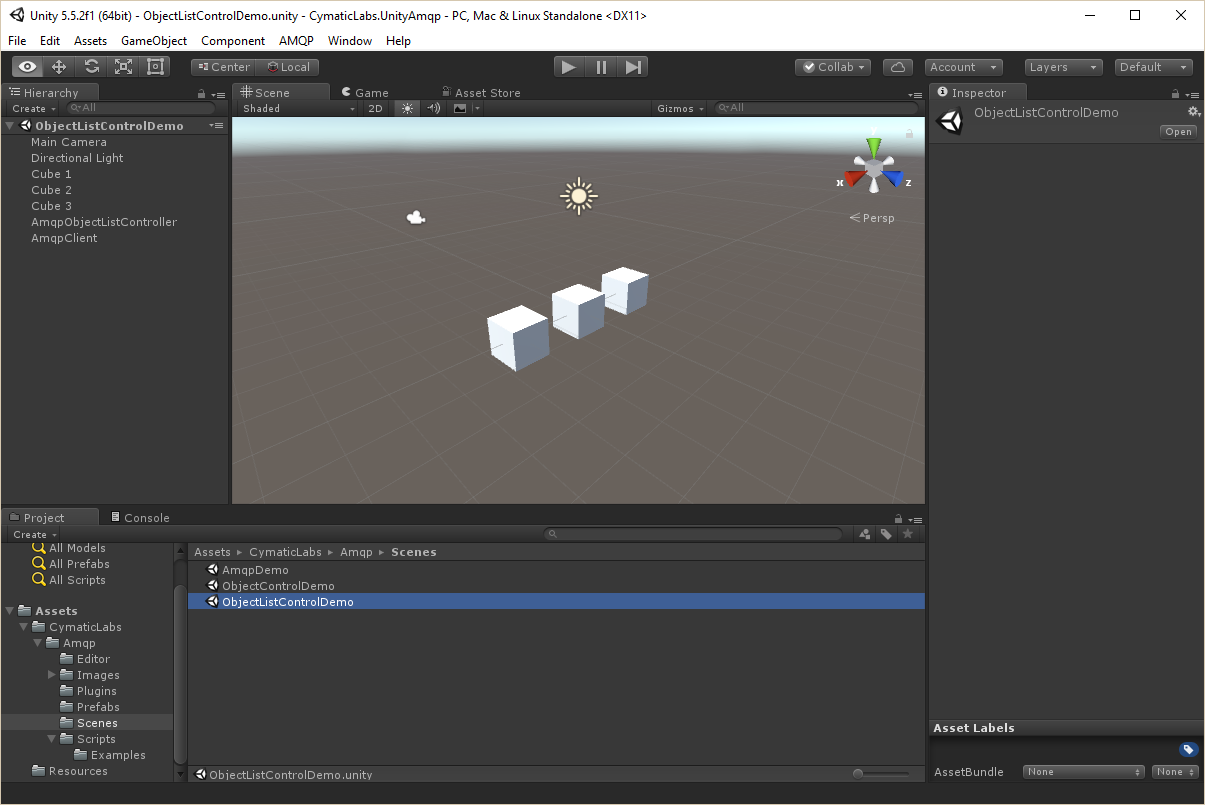 Unity 5.5.2f1 (64bit) - ObjectListControlDemo.unity - CymaticLabs.UnityAmqp - PC, Mac & Linux Standalone <DX11>
File Edit Assets GameObject Component AMQP Window Help
Center Local Collab Account Layers Default
Hierarchy
Create All
ObjectListControlDemo
Main Camera
Directional Light
Cube 1
Cube 2
Cube 3
AmqpObjectListController
AmqpClient
Scene Game Asset Store
Shaded 2D Gizmos All
x z
Persp
Inspector
ObjectListControlDemo
Open
Project Console
Create
All Models
All Prefabs
All Scripts
Assets
CymaticLabs
Amqp
Editor
Images
Plugins
Prefabs
Scenes
Scripts
Examples
Resources
Assets CymaticLabs Amqp Scenes
AmqpDemo
ObjectControlDemo
ObjectListControlDemo
ObjectListControlDemo.unity
Asset Labels
AssetBundle None None